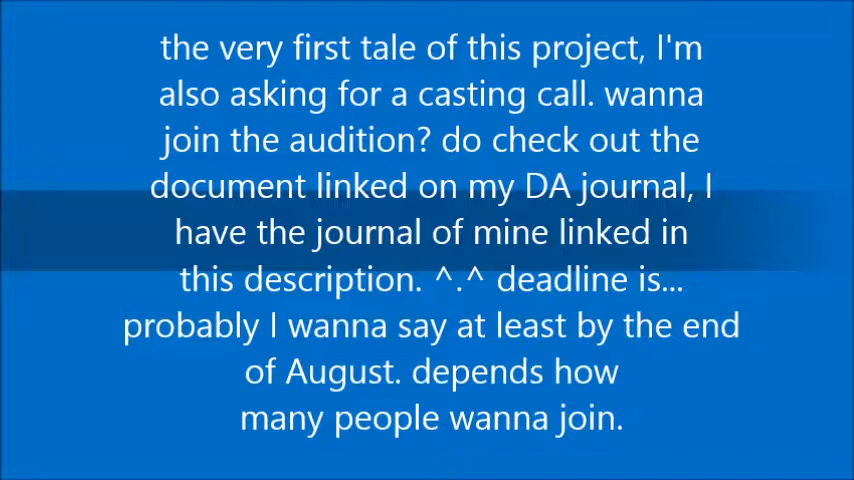 the very first tale of this project, I'm
also asking for a casting call. wanna
join the audition? do check out the
document linked on my DA journal, I
have the journal of mine linked in
this description. ^.^ deadline is...
probably I wanna say at least by the end
of August. depends how
many people wanna join.